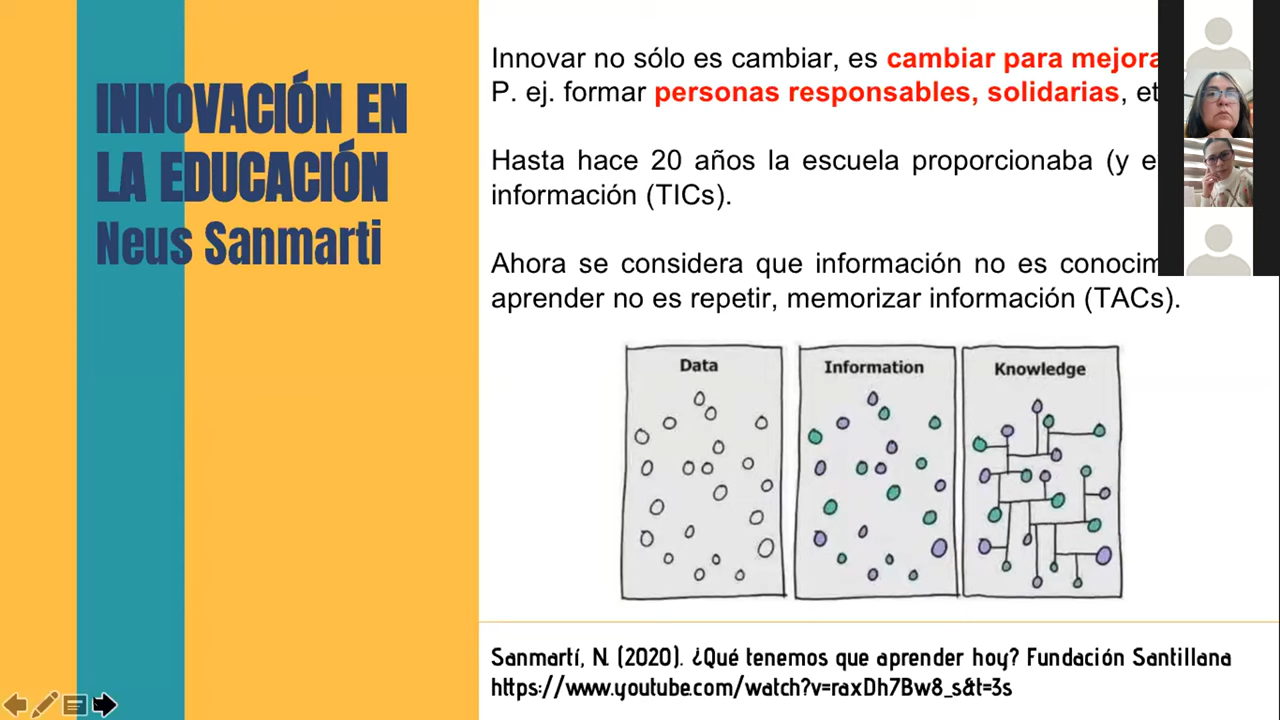 INNOVACIÓN EN
LA EDUCACIÓN
Neus Sanmarti
Innovar no sólo es cambiar, es cambiar para mejora
P. ej. formar personas responsables, solidarias, et
Hasta hace 20 años la escuela proporcionaba (y e
información (TICs).
Ahora se considera que información no es conocim
aprender no es repetir, memorizar información (TACs).
Data
Information
Knowledge
Sanmartí, N. (2020). ¿Qué tenemos que aprender hoy? Fundación Santillana
https://www.youtube.com/watch?v=raxDh7Bw8_s&t=3s